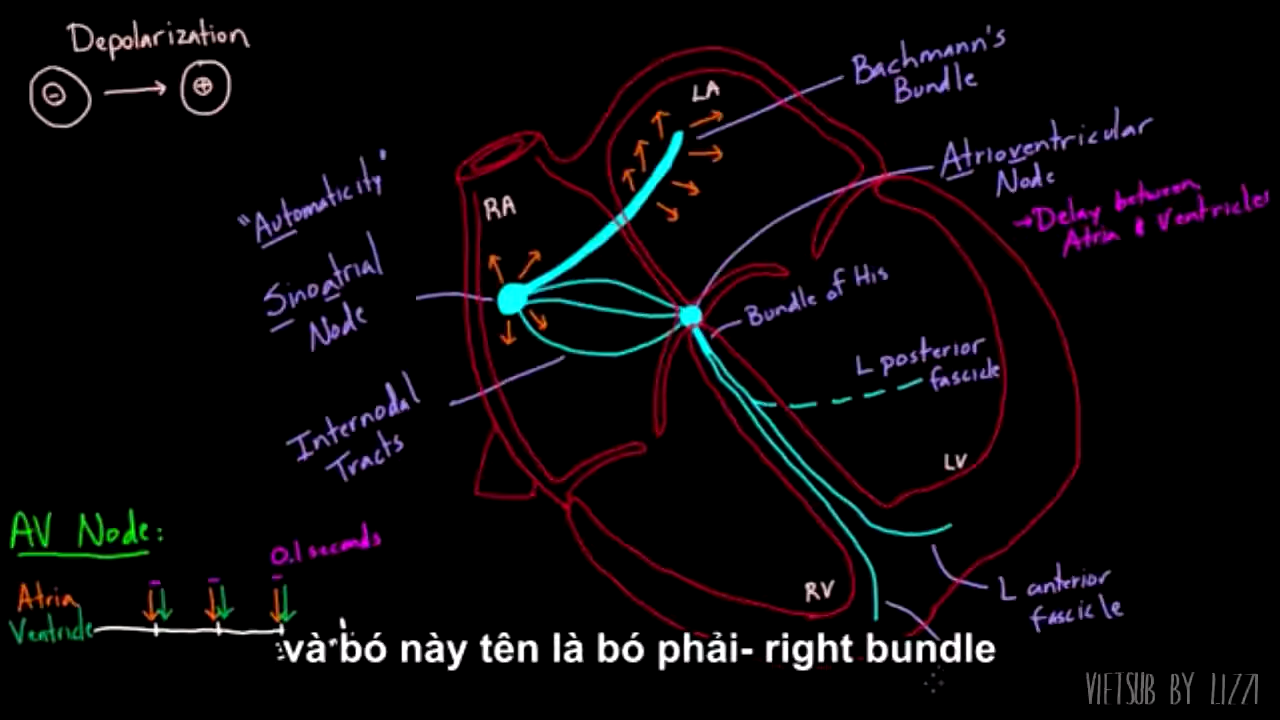 Depolarization
- → +
Bachmann's
Bundle
LA
Atrioventricular
Node
→Delay between
Atria & Ventricles
"Automaticity"
RA
Sinoatrial
Node
Bundle of His
L posterior
fascicle
Internodal
Tracts
LV
AV Node:
0.1 seconds
Atria
Ventricle
RV
L anterior
fascicle
và bó này tên là bó phải- right bundle
VIETSUB BY LIZZI